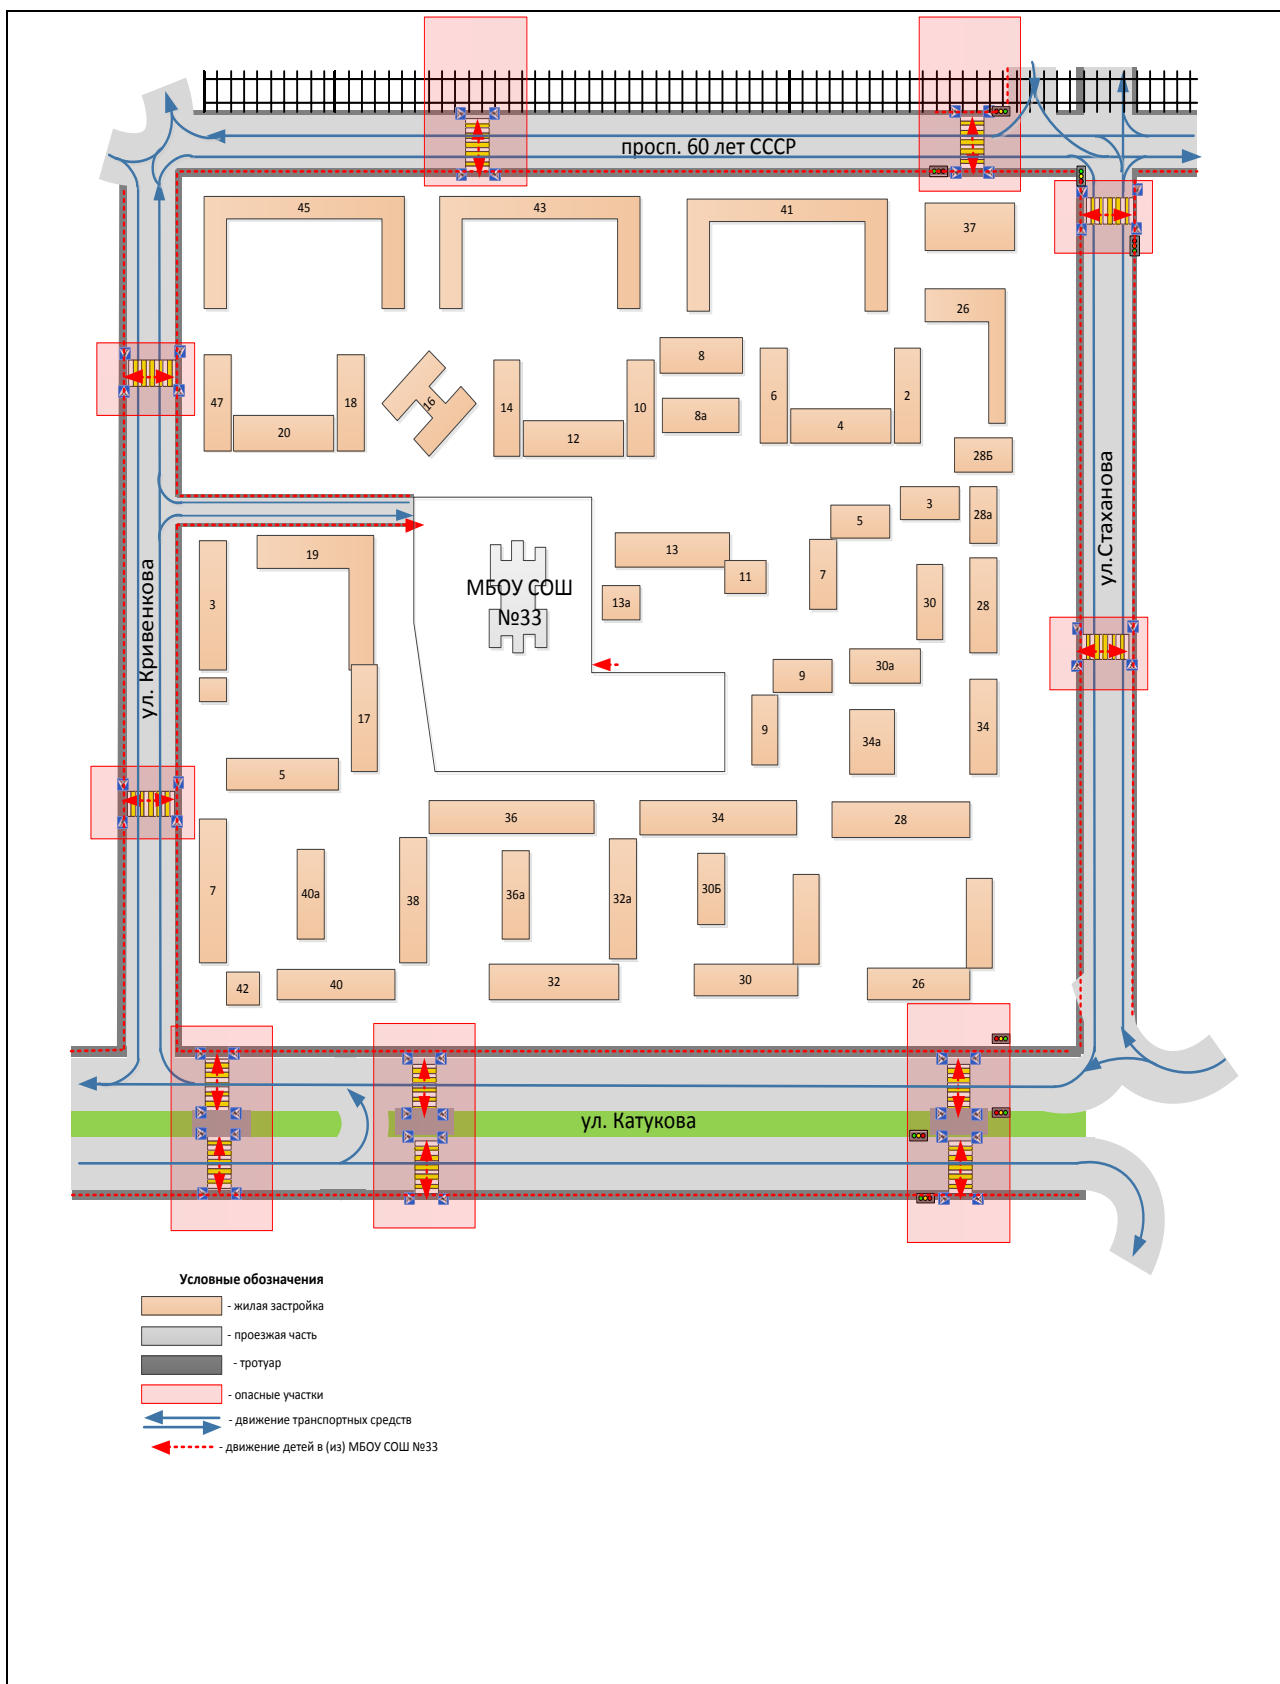 просп. 60 лет СССР
45
43
41
37
26
8
47
18
16
14
10
6
2
8а
20
12
4
28Б
3
28а
5
ул.Стаханова
13
19
11
7
МБОУ СОШ
№33
3
13а
30
28
ул. Кривенкова
30а
9
17
9
34а
34
5
36
34
28
7
40а
38
36а
32а
30Б
42
40
32
30
26
ул. Катукова
Условные обозначения
- жилая застройка
- проезжая часть
- тротуар
- опасные участки
- движение транспортных средств
- движение детей в (из) МБОУ СОШ №33